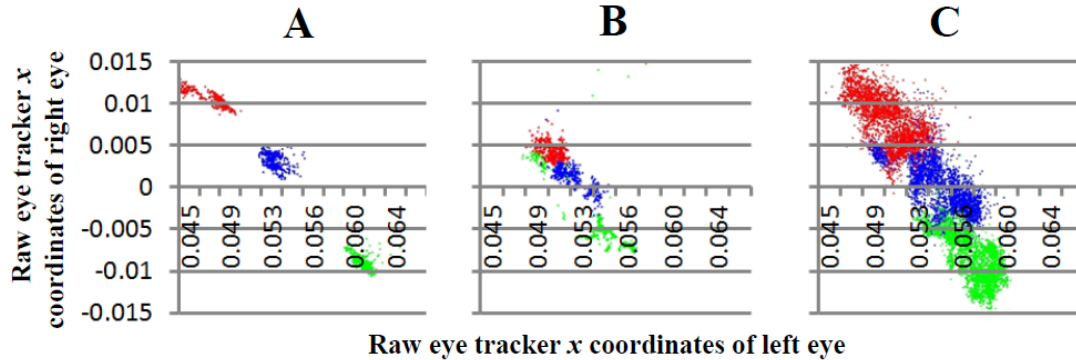 A B C
Raw eye tracker x
coordinates of right eye
0.015
0.01
0.005
0
-0.005
-0.01
-0.015
0.045 0.049 0.053 0.056 0.060 0.064
0.045 0.049 0.053 0.056 0.060 0.064
0.045 0.049 0.053 0.056 0.060 0.064
Raw eye tracker x coordinates of left eye